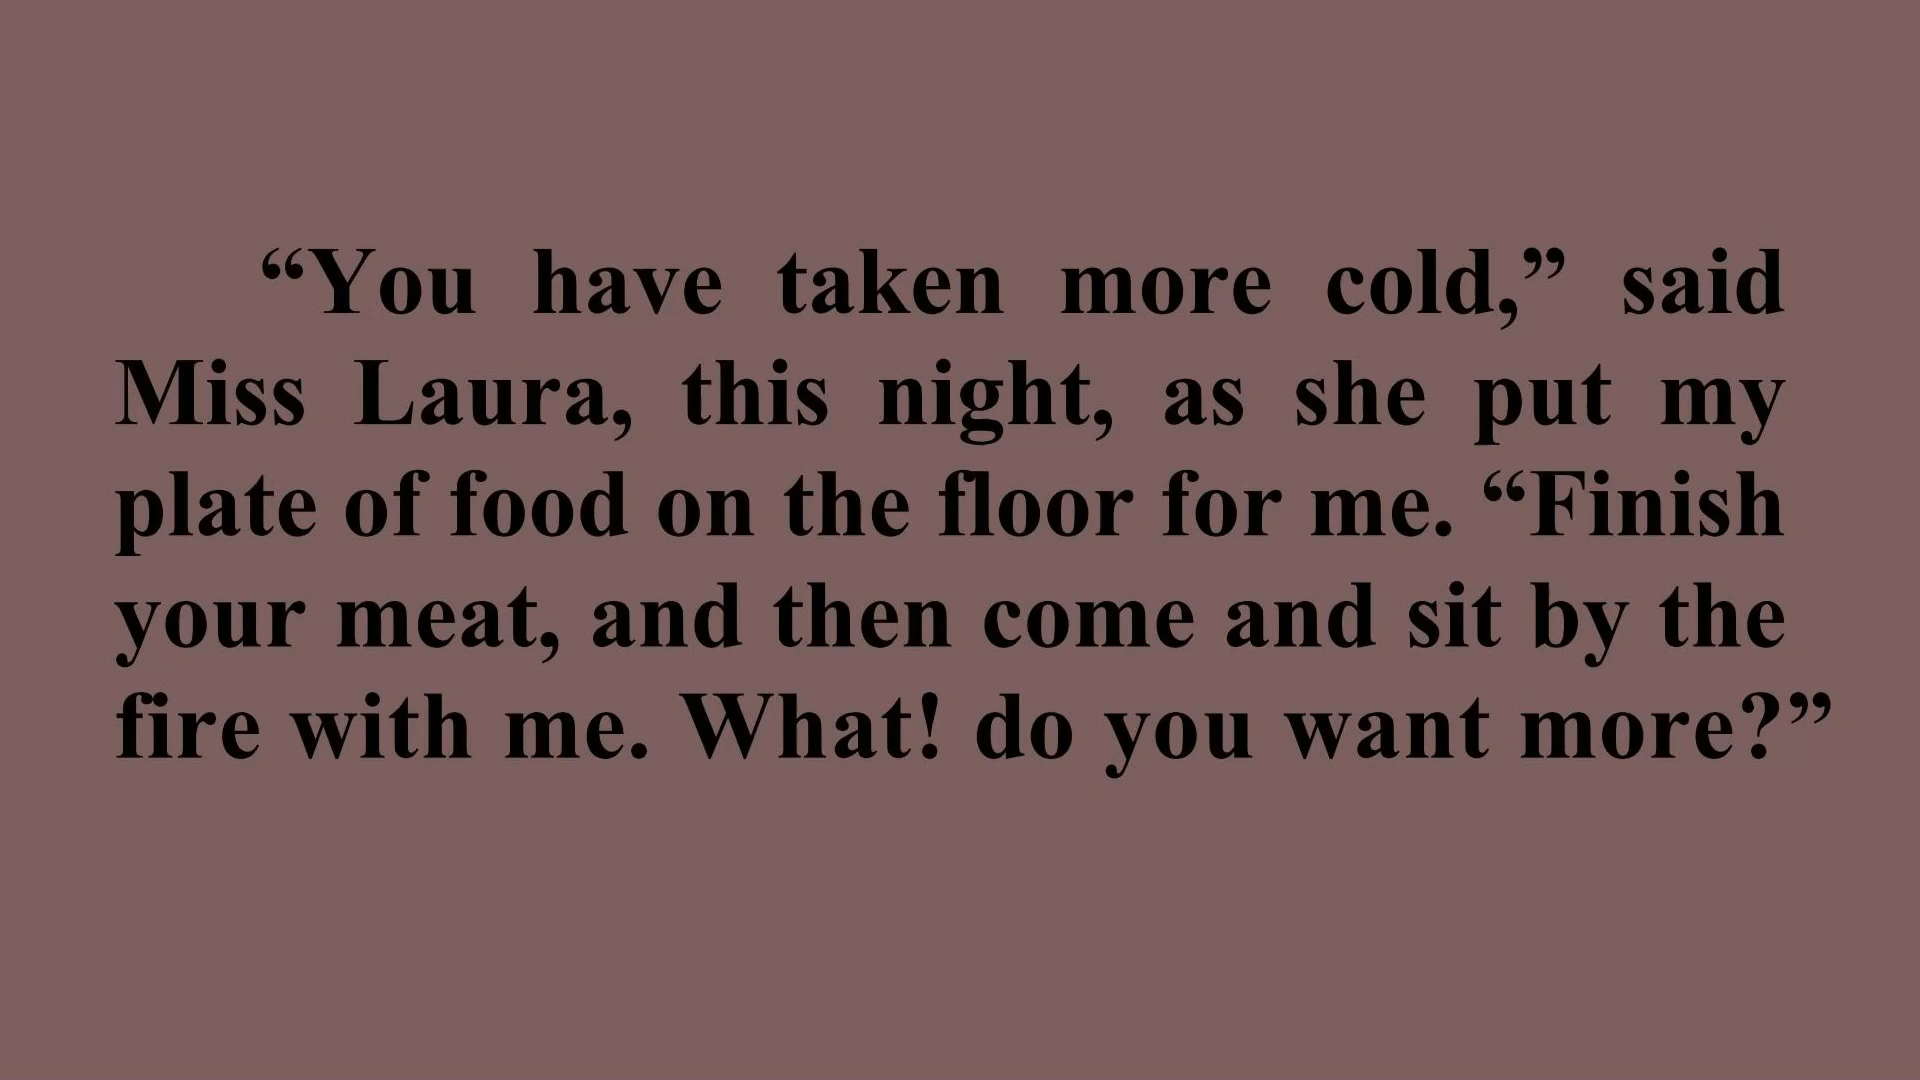 “You have taken more cold,” said
Miss Laura, this night, as she put my
plate of food on the floor for me. “Finish
your meat, and then come and sit by the
fire with me. What! do you want more?”